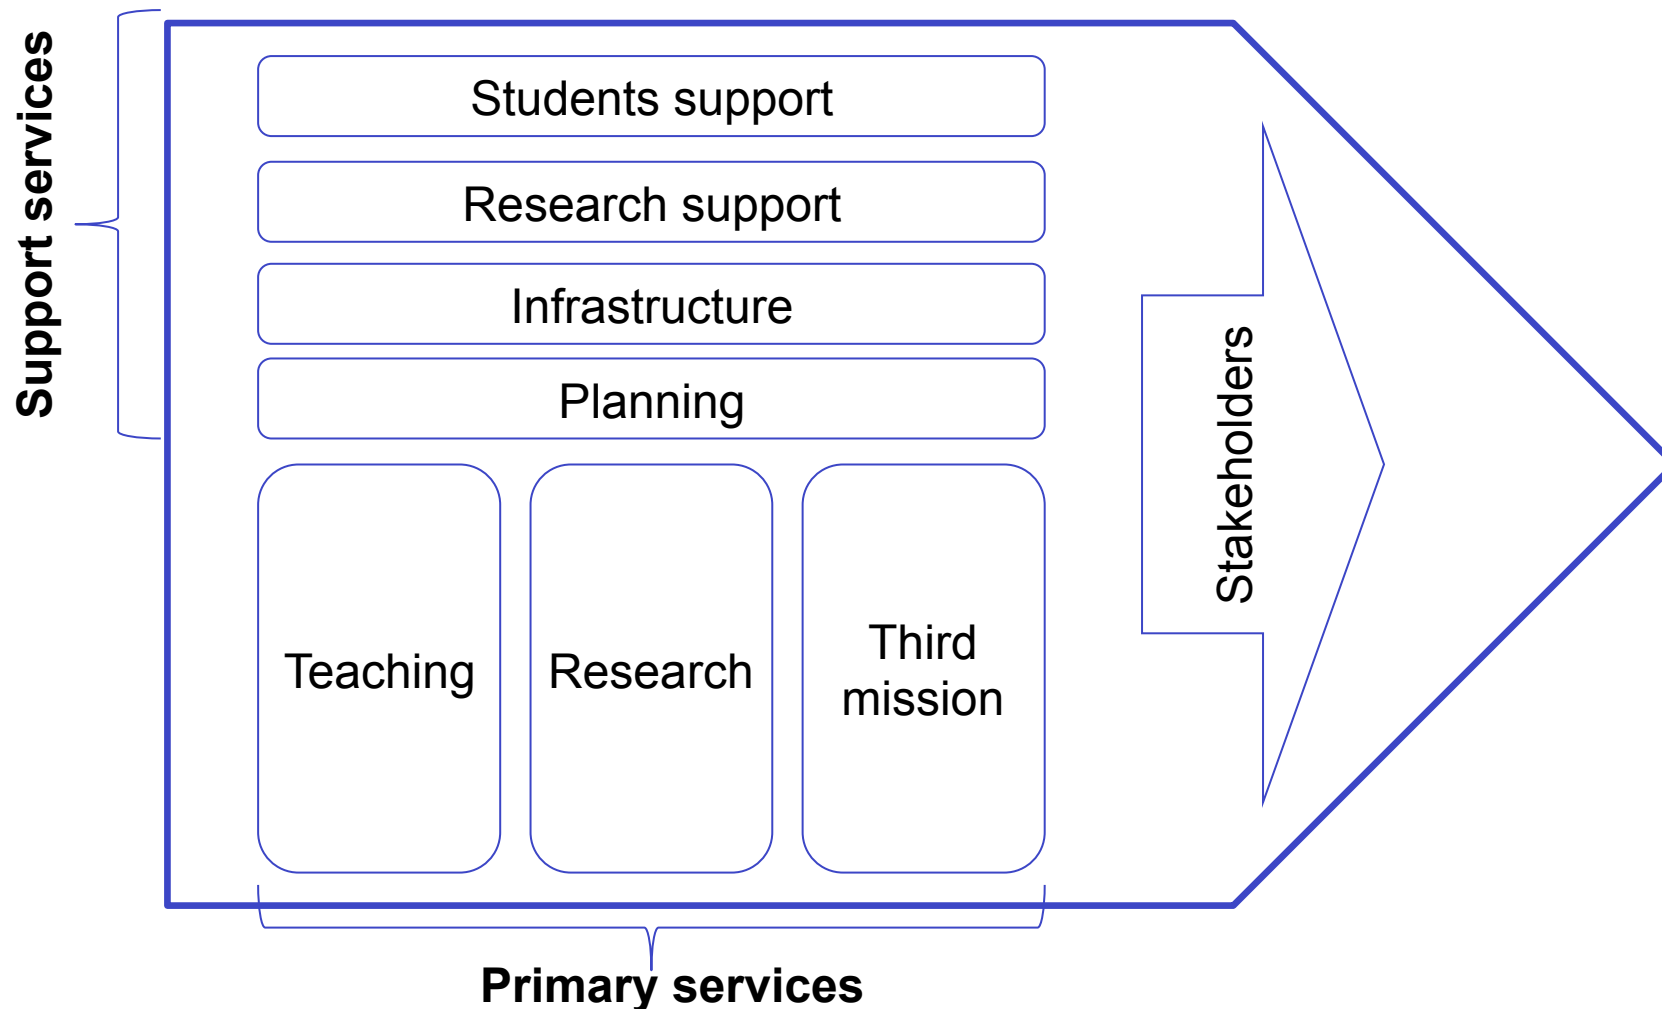 Support services
Students support
Research support
Infrastructure
Planning
Teaching
Research
Third
mission
Stakeholders
Primary services